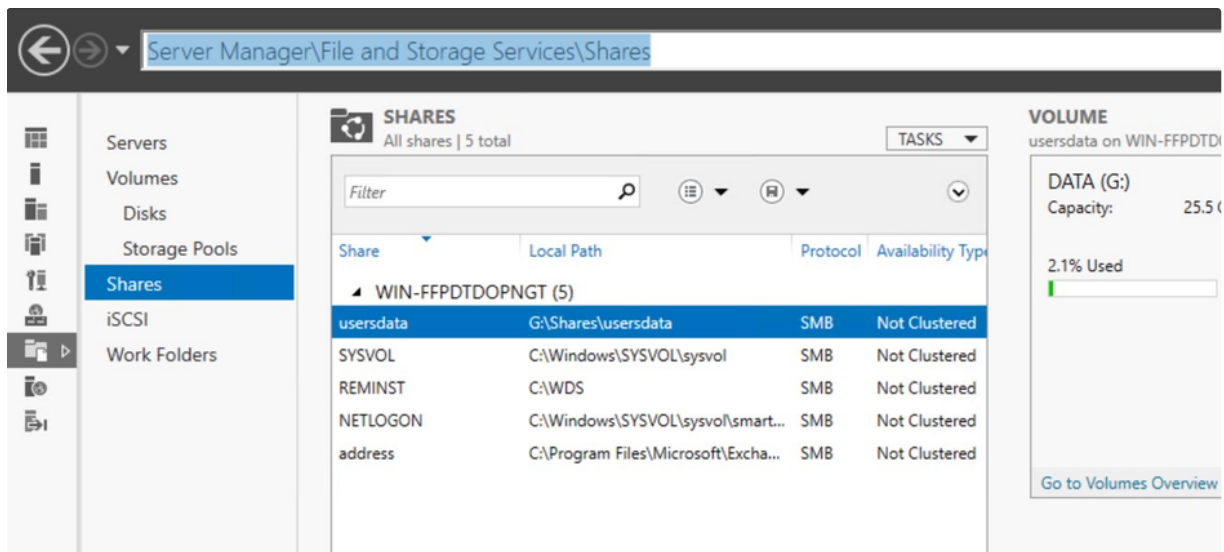 Server Manager\File and Storage Services\Shares
Servers
Volumes
Disks
Storage Pools
Shares
iSCSI
Work Folders
SHARES
All shares | 5 total
TASKS
Filter
Share Local Path Protocol Availability Type
WIN-FFPDTDOPNGT (5)
usersdata G:\Shares\usersdata SMB Not Clustered
SYSVOL C:\Windows\SYSVOL\sysvol SMB Not Clustered
REMINST C:\WDS SMB Not Clustered
NETLOGON C:\Windows\SYSVOL\sysvol\smart... SMB Not Clustered
address C:\Program Files\Microsoft\Excha... SMB Not Clustered
VOLUME
usersdata on WIN-FFPDTD
DATA (G:)
Capacity: 25.5
2.1% Used
Go to Volumes Overview